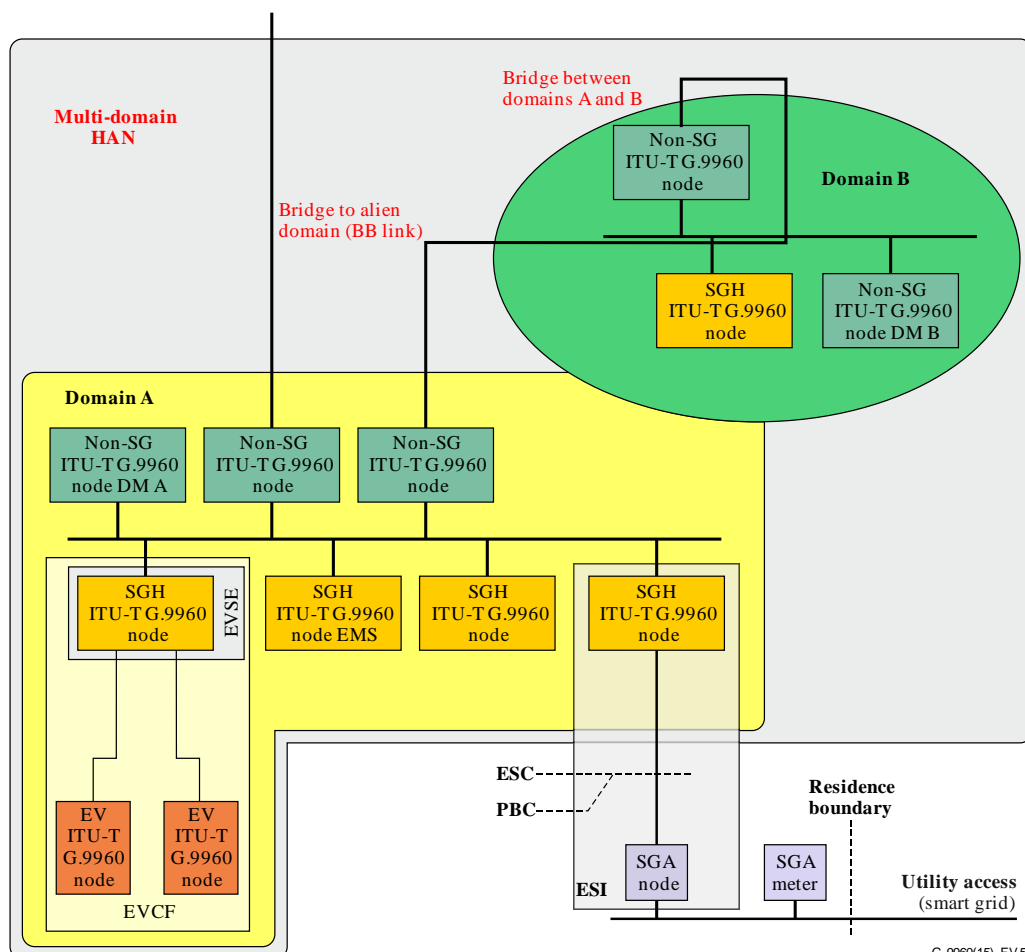 Multi-domain
HAN
Bridge between
domains A and B
Bridge to alien
domain (BB link)
Non-SG
ITU-T G.9960
node
Domain B
SGH
ITU-T G.9960
node
Non-SG
ITU-T G.9960
node DM B
Domain A
Non-SG
ITU-T G.9960
node DM A
Non-SG
ITU-T G.9960
node
Non-SG
ITU-T G.9960
node
SGH
ITU-T G.9960
node
EVSE
SGH
ITU-T G.9960
node EMS
SGH
ITU-T G.9960
node
SGH
ITU-T G.9960
node
EV
ITU-T
G.9960
node
EV
ITU-T
G.9960
node
EVCF
ESC
PBC
ESI
SGA
node
SGA
meter
Residence
boundary
Utility access
(smart grid)